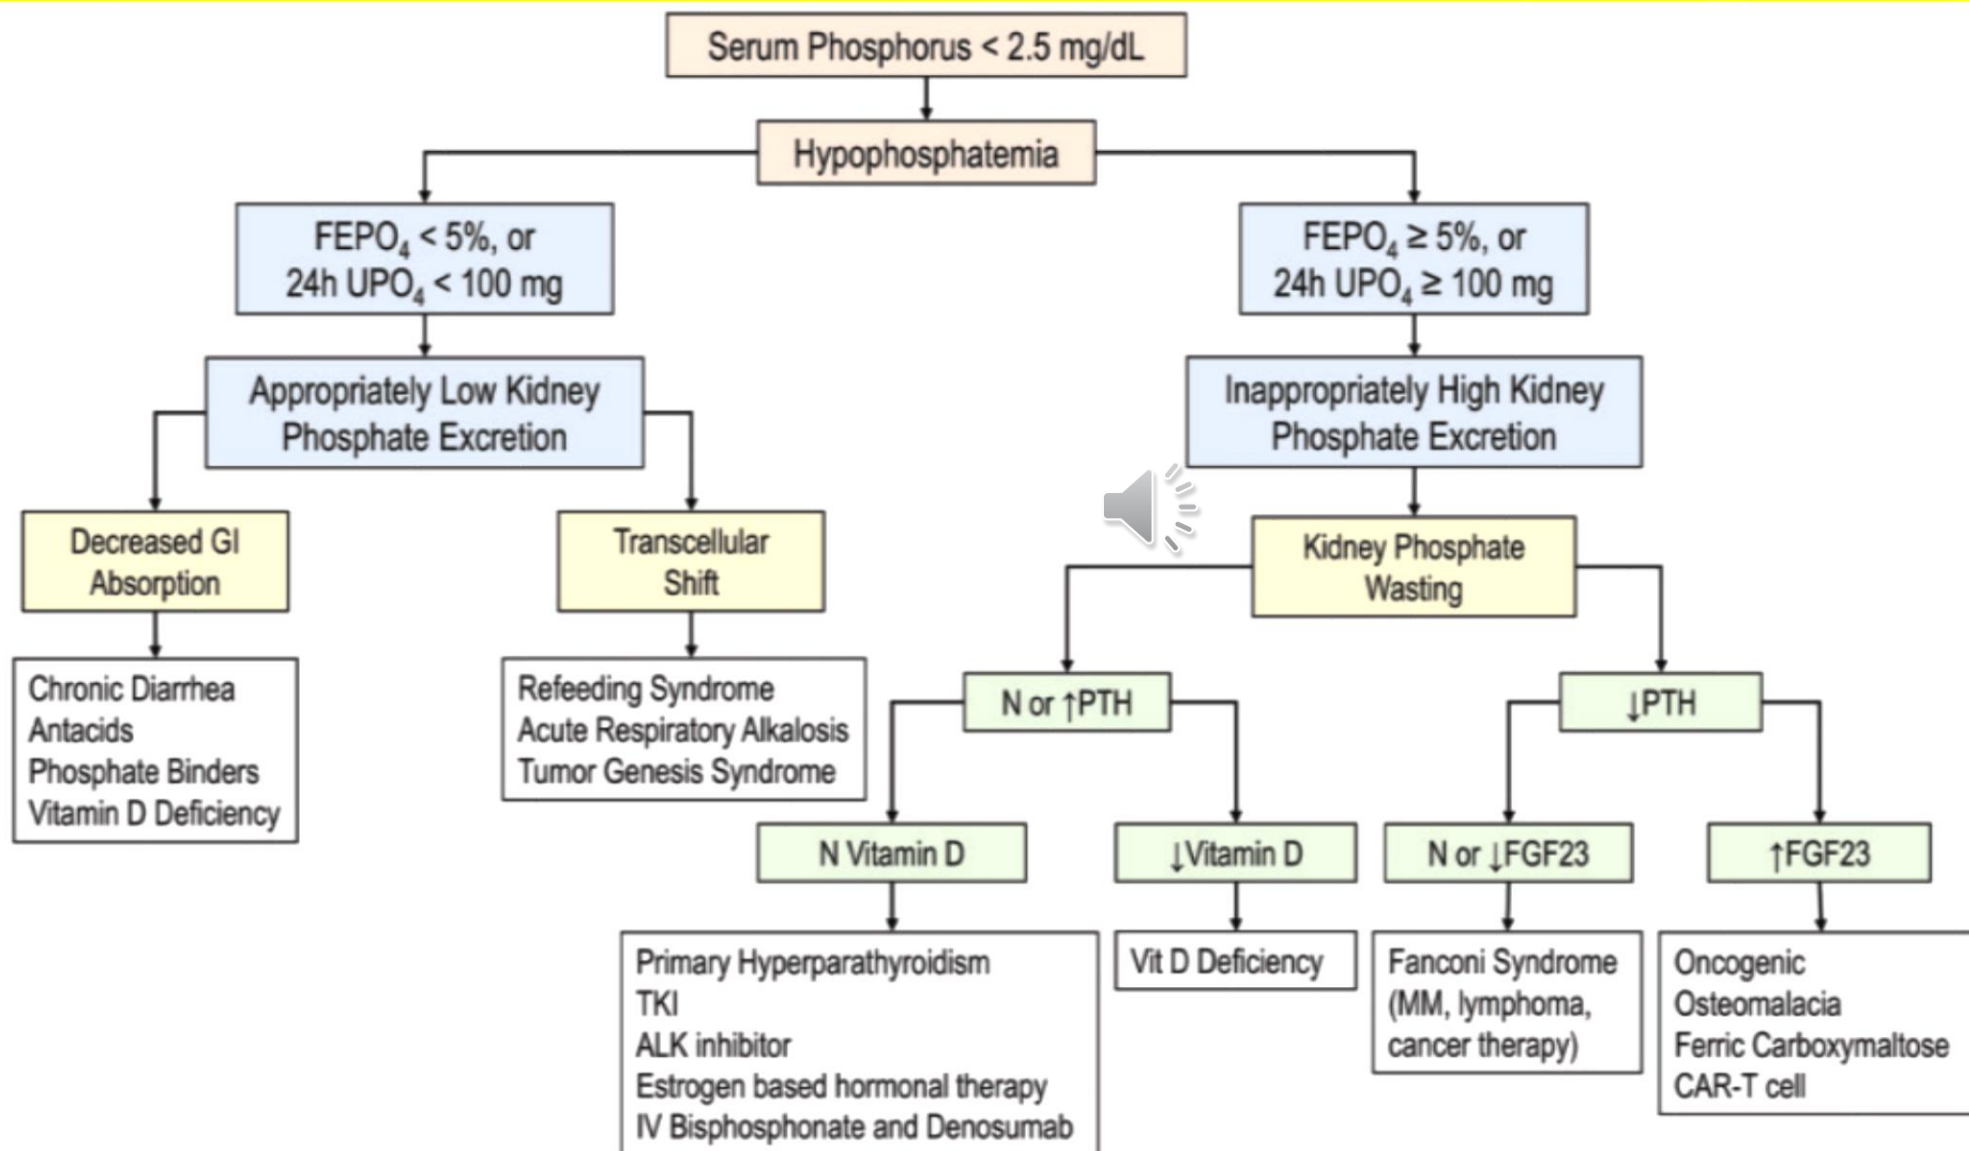 Serum Phosphorus < 2.5 mg/dL
Hypophosphatemia
FEPO₄ < 5%, or
24h UPO₄ < 100 mg
FEPO₄ ≥ 5%, or
24h UPO₄ ≥ 100 mg
Appropriately Low Kidney
Phosphate Excretion
Inappropriately High Kidney
Phosphate Excretion
Decreased GI
Absorption
Transcellular
Shift
Kidney Phosphate
Wasting
Chronic Diarrhea
Antacids
Phosphate Binders
Vitamin D Deficiency
Refeeding Syndrome
Acute Respiratory Alkalosis
Tumor Genesis Syndrome
N or ↑PTH
↓PTH
N Vitamin D
↓Vitamin D
N or ↓FGF23
↑FGF23
Primary Hyperparathyroidism
TKI
ALK inhibitor
Estrogen based hormonal therapy
IV Bisphosphonate and Denosumab
Vit D Deficiency
Fanconi Syndrome
(MM, lymphoma,
cancer therapy)
Oncogenic
Osteomalacia
Ferric Carboxymaltose
CAR-T cell